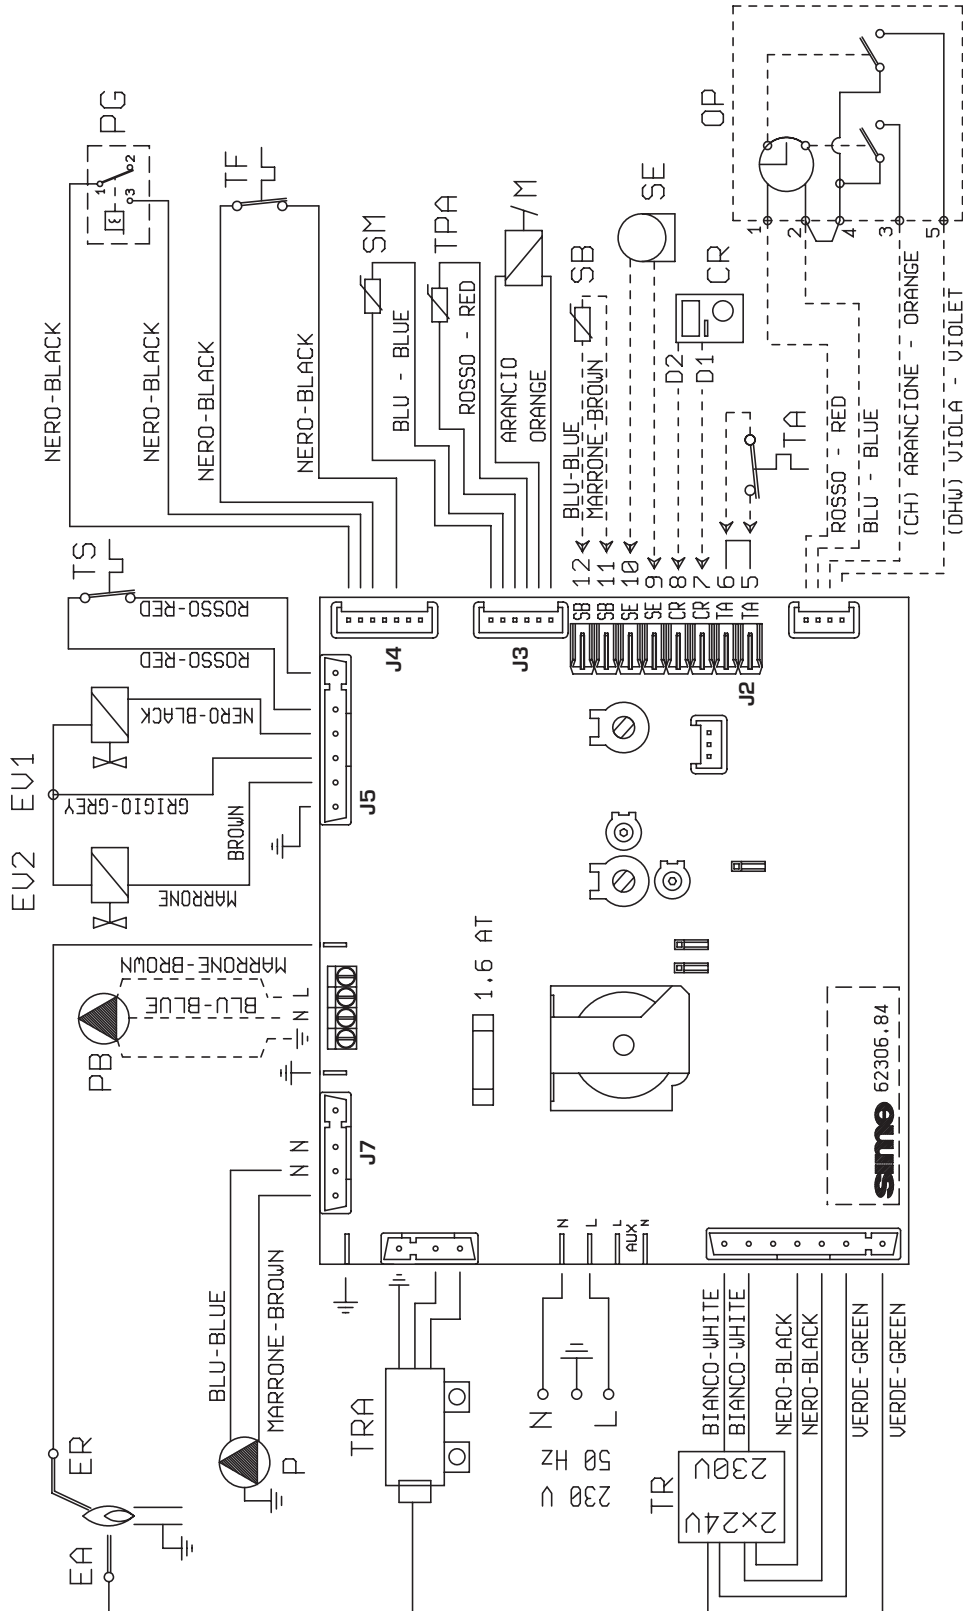 PG
1
2
3
NERO-BLACK
NERO-BLACK
TF
NERO-BLACK
NERO-BLACK
SM
BLU - BLUE
TPA
ROSSO - RED
M
ARANCIO
ORANGE
SB
BLU-BLUE
MARRONE-BROWN
SE
CR
D2
D1
TA
OP
1
2
4
3
5
ROSSO - RED
BLU - BLUE
(CH) ARANCIONE - ORANGE
(DHW) VIOLA - VIOLET
12
11
10
9
8
7
6
5
SB
SB
SE
SE
CR
CR
TA
TA
TS
ROSSO-RED
ROSSO-RED
J4
J3
J2
EV1
NERO-BLACK
GRIGIO-GREY
EV2
BROWN
MARRONE
J5
MARRONE-BROWN
BLU-BLUE
L
N
PB
1.6 AT
N
N
J7
sime 62306.84
N
L
L
AUX
N
ER
EA
BLU-BLUE
MARRONE-BROWN
P
TRA
N
L
230 V 50 Hz
BIANCO-WHITE
BIANCO-WHITE
NERO-BLACK
NERO-BLACK
VERDE-GREEN
VERDE-GREEN
TR
230V
2x24V